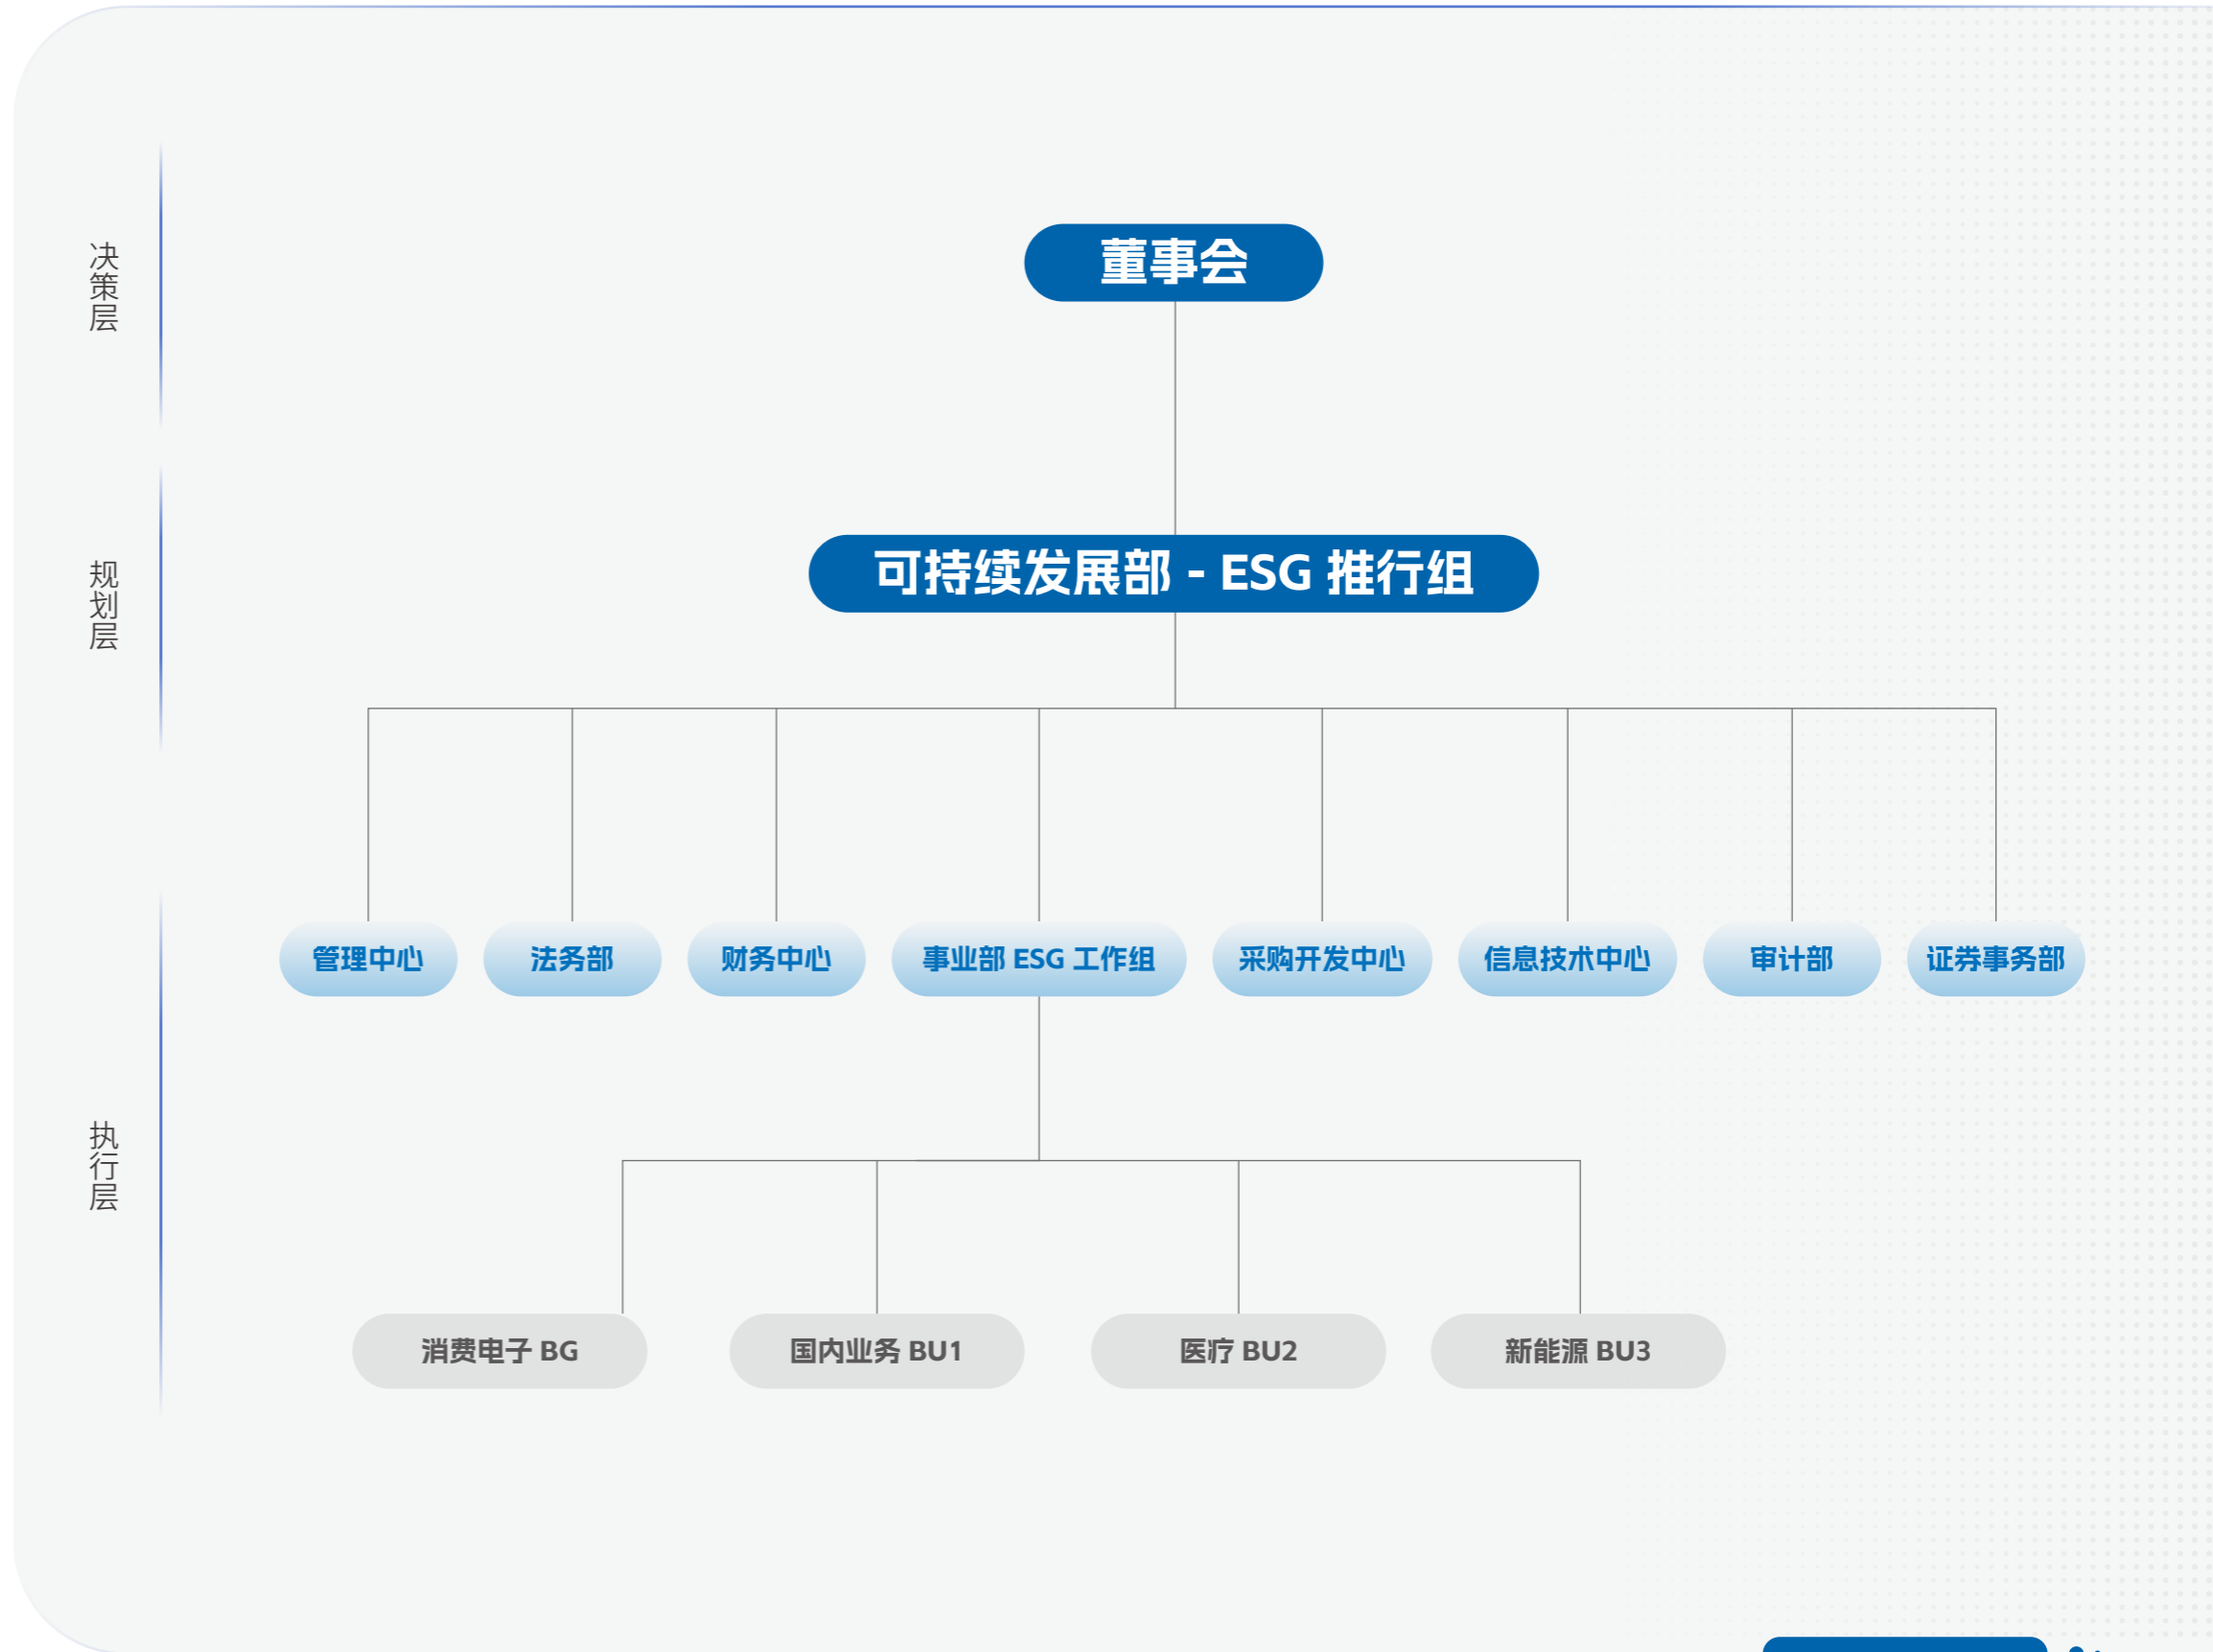 决策层
董事会
规划层
可持续发展部 - ESG 推行组
管理中心
法务部
财务中心
事业部 ESG 工作组
采购开发中心
信息技术中心
审计部
证券事务部
执行层
消费电子 BG
国内业务 BU1
医疗 BU2
新能源 BU3